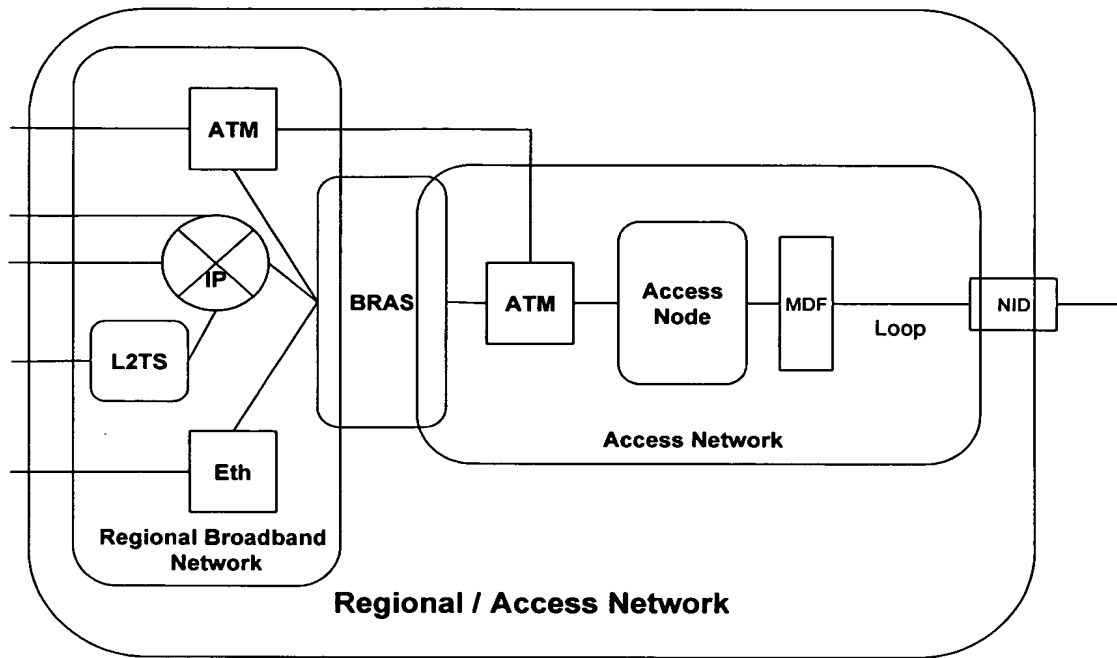 ATM
IP
L2TS
Eth
Regional Broadband
Network
BRAS
ATM
Access
Node
MDF
Loop
NID
Access Network
Regional / Access Network